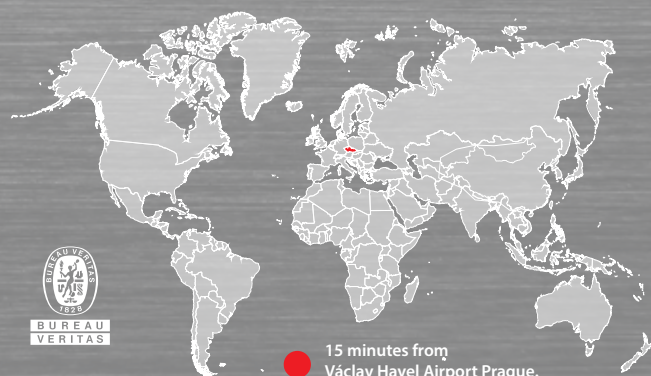 BUREAU VERITAS
1828
BUREAU
VERITAS
15 minutes from
Václav Havel Airport Prague.